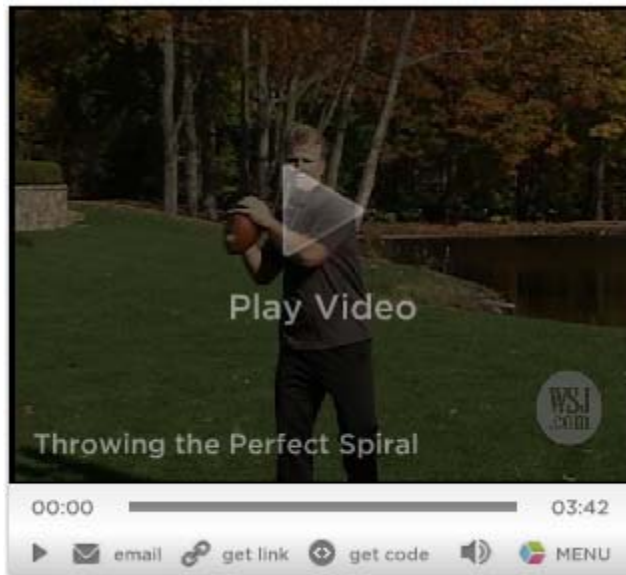 Play Video
WSJ
.COM
Throwing the Perfect Spiral
00:00 03:42
email get link get code MENU